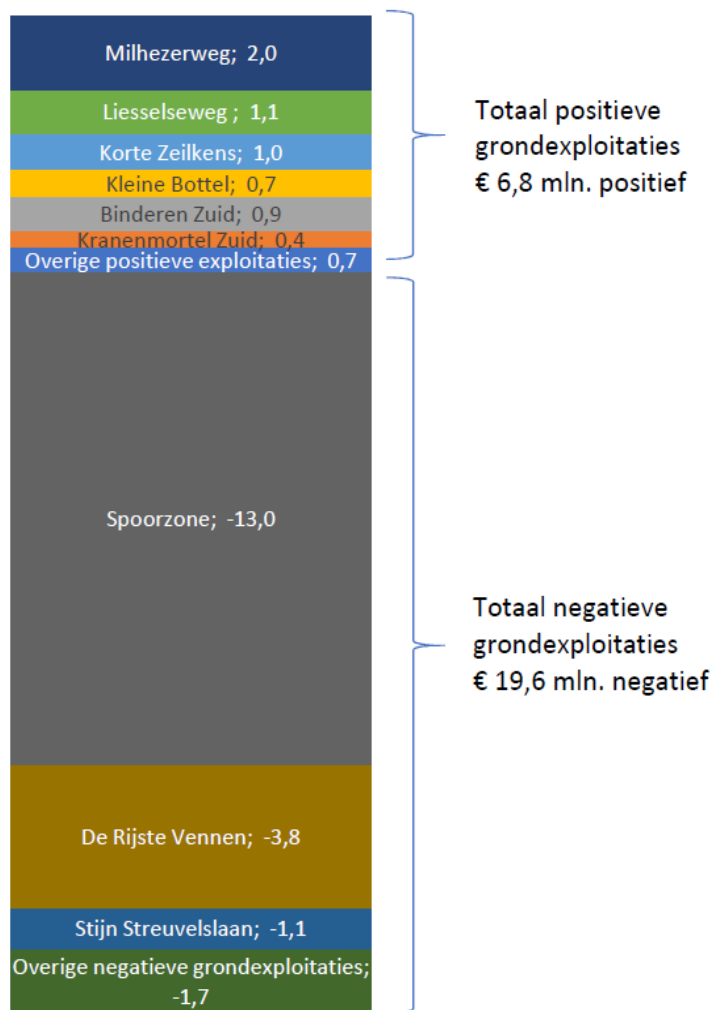 Milhezerweg; 2,0
Liesselseweg ; 1,1
Korte Zeilkens; 1,0
Kleine Bottel; 0,7
Binderen Zuid; 0,9
Kranenmortel Zuid; 0,4
Overige positieve exploitaties; 0,7
Totaal positieve
grondexploitaties
€ 6,8 mln. positief
Spoorzone; -13,0
De Rijste Vennen; -3,8
Stijn Streuvelslaan; -1,1
Overige negatieve grondexploitaties;
-1,7
Totaal negatieve
grondexploitaties
€ 19,6 mln. negatief